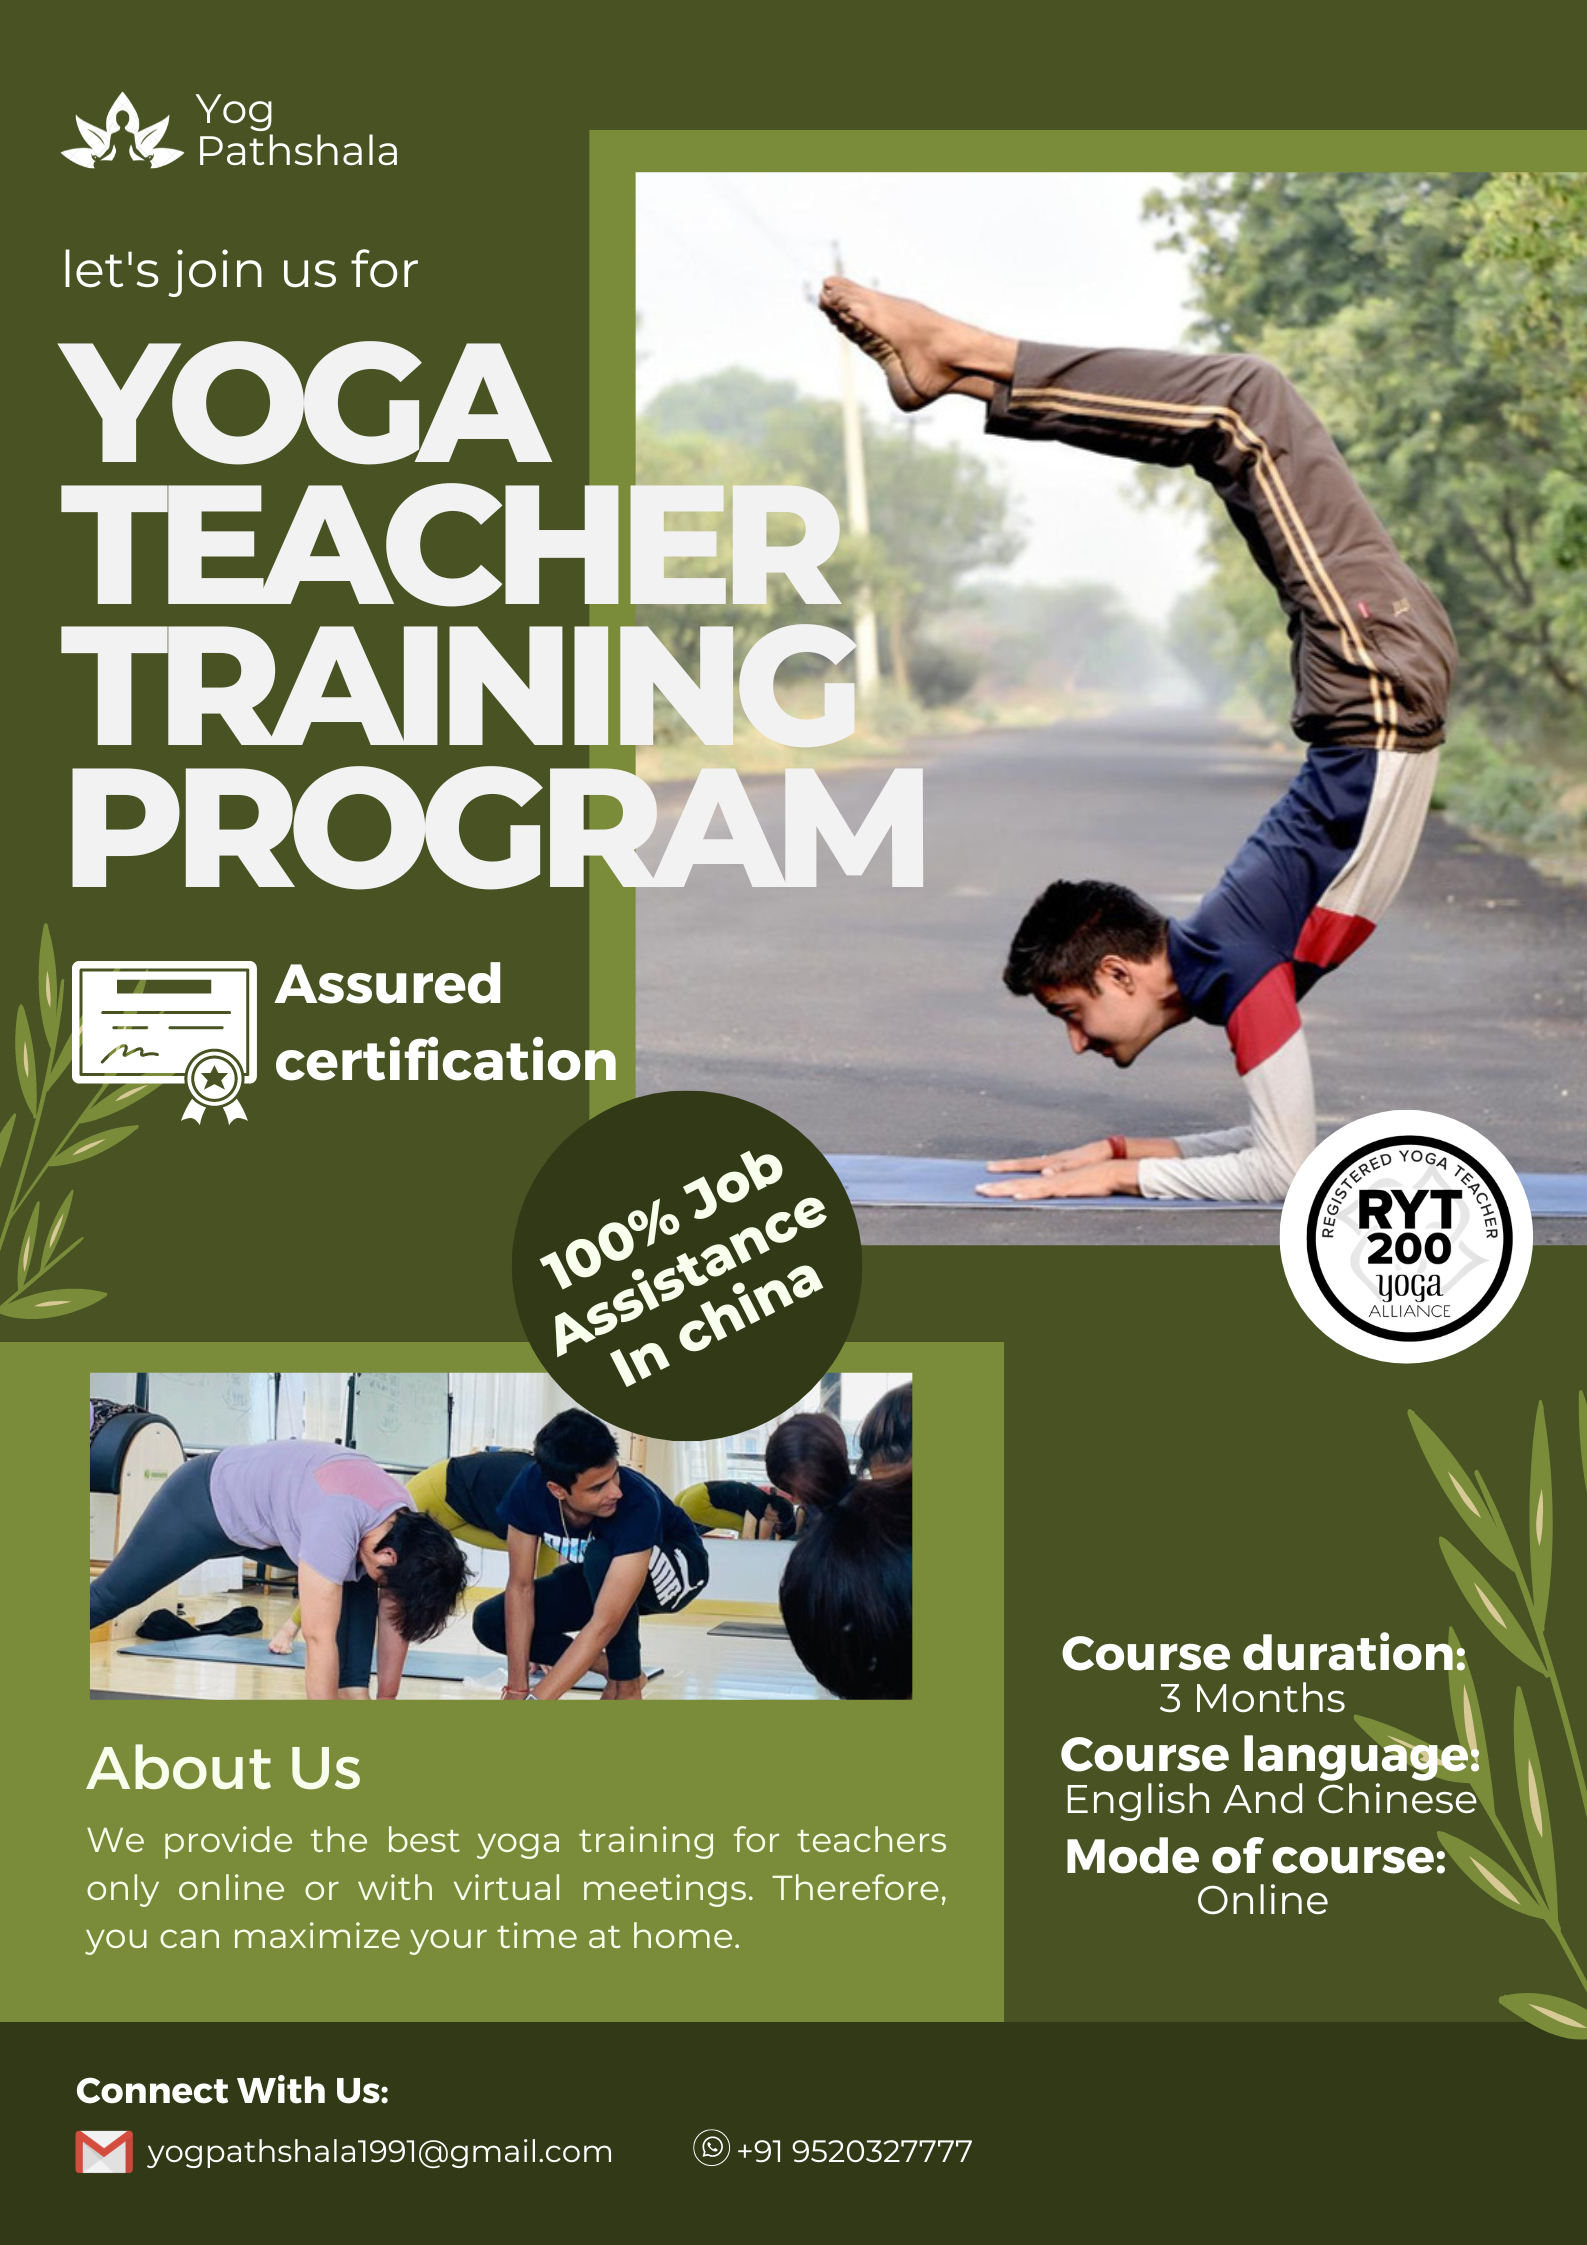 Yog
Pathshala
let's join us for
YOGA
TEACHER
TRAINING
PROGRAM
Assured
certification
100% Job
Assistance
In china
REGISTERED YOGA TEACHER
RYT
200
yoga
ALLIANCE
About Us
We provide the best yoga training for teachers
only online or with virtual meetings. Therefore,
you can maximize your time at home.
Course duration:
3 Months
Course language:
English And Chinese
Mode of course:
Online
Connect With Us:
yogpathshala1991@gmail.com
+91 9520327777